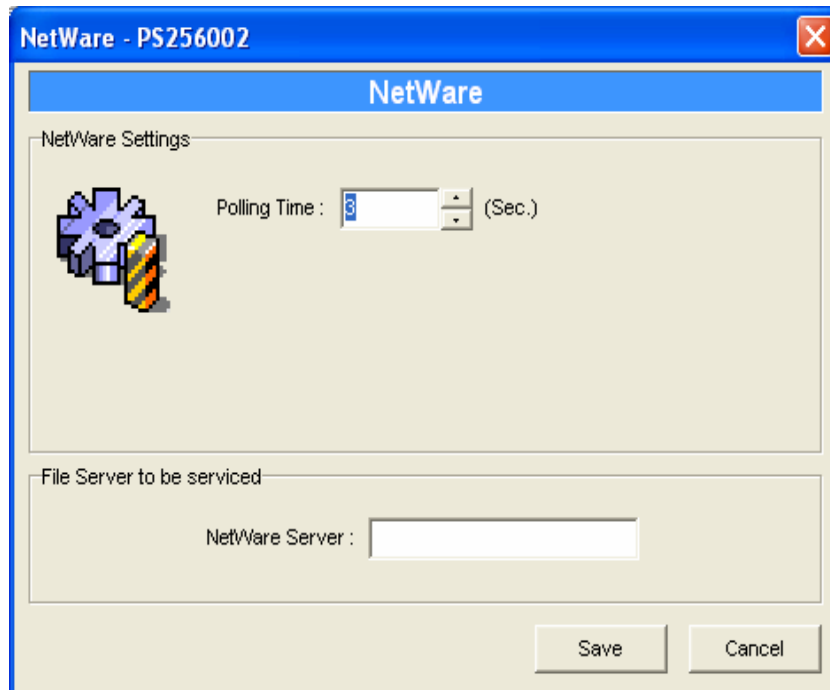 NetWare - PS256002
NetWare
NetWare Settings
Polling Time : 3 (Sec.)
File Server to be serviced
NetWare Server :
Save Cancel